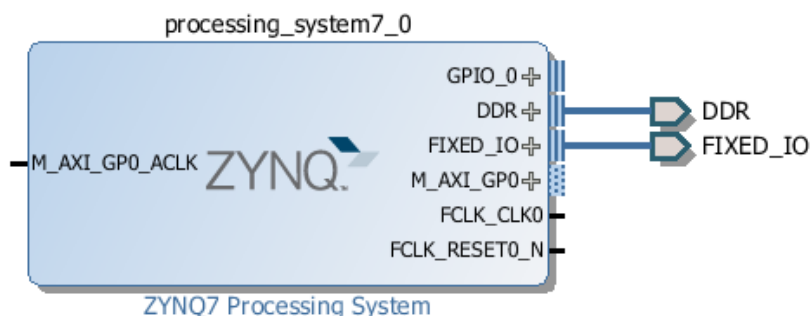 processing_system7_0
GPIO_0
DDR
DDR
FIXED_IO
FIXED_IO
M_AXI_GP0_ACLK
ZYNQ
M_AXI_GP0
FCLK_CLK0
FCLK_RESET0_N
ZYNQ7 Processing System